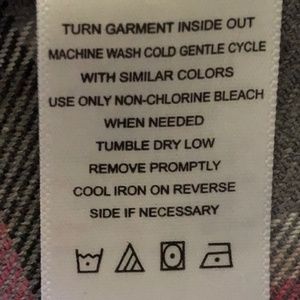 TURN GARMENT INSIDE OUT
MACHINE WASH COLD GENTLE CYCLE
WITH SIMILAR COLORS
USE ONLY NON-CHLORINE BLEACH
WHEN NEEDED
TUMBLE DRY LOW
REMOVE PROMPTLY
COOL IRON ON REVERSE
SIDE IF NECESSARY